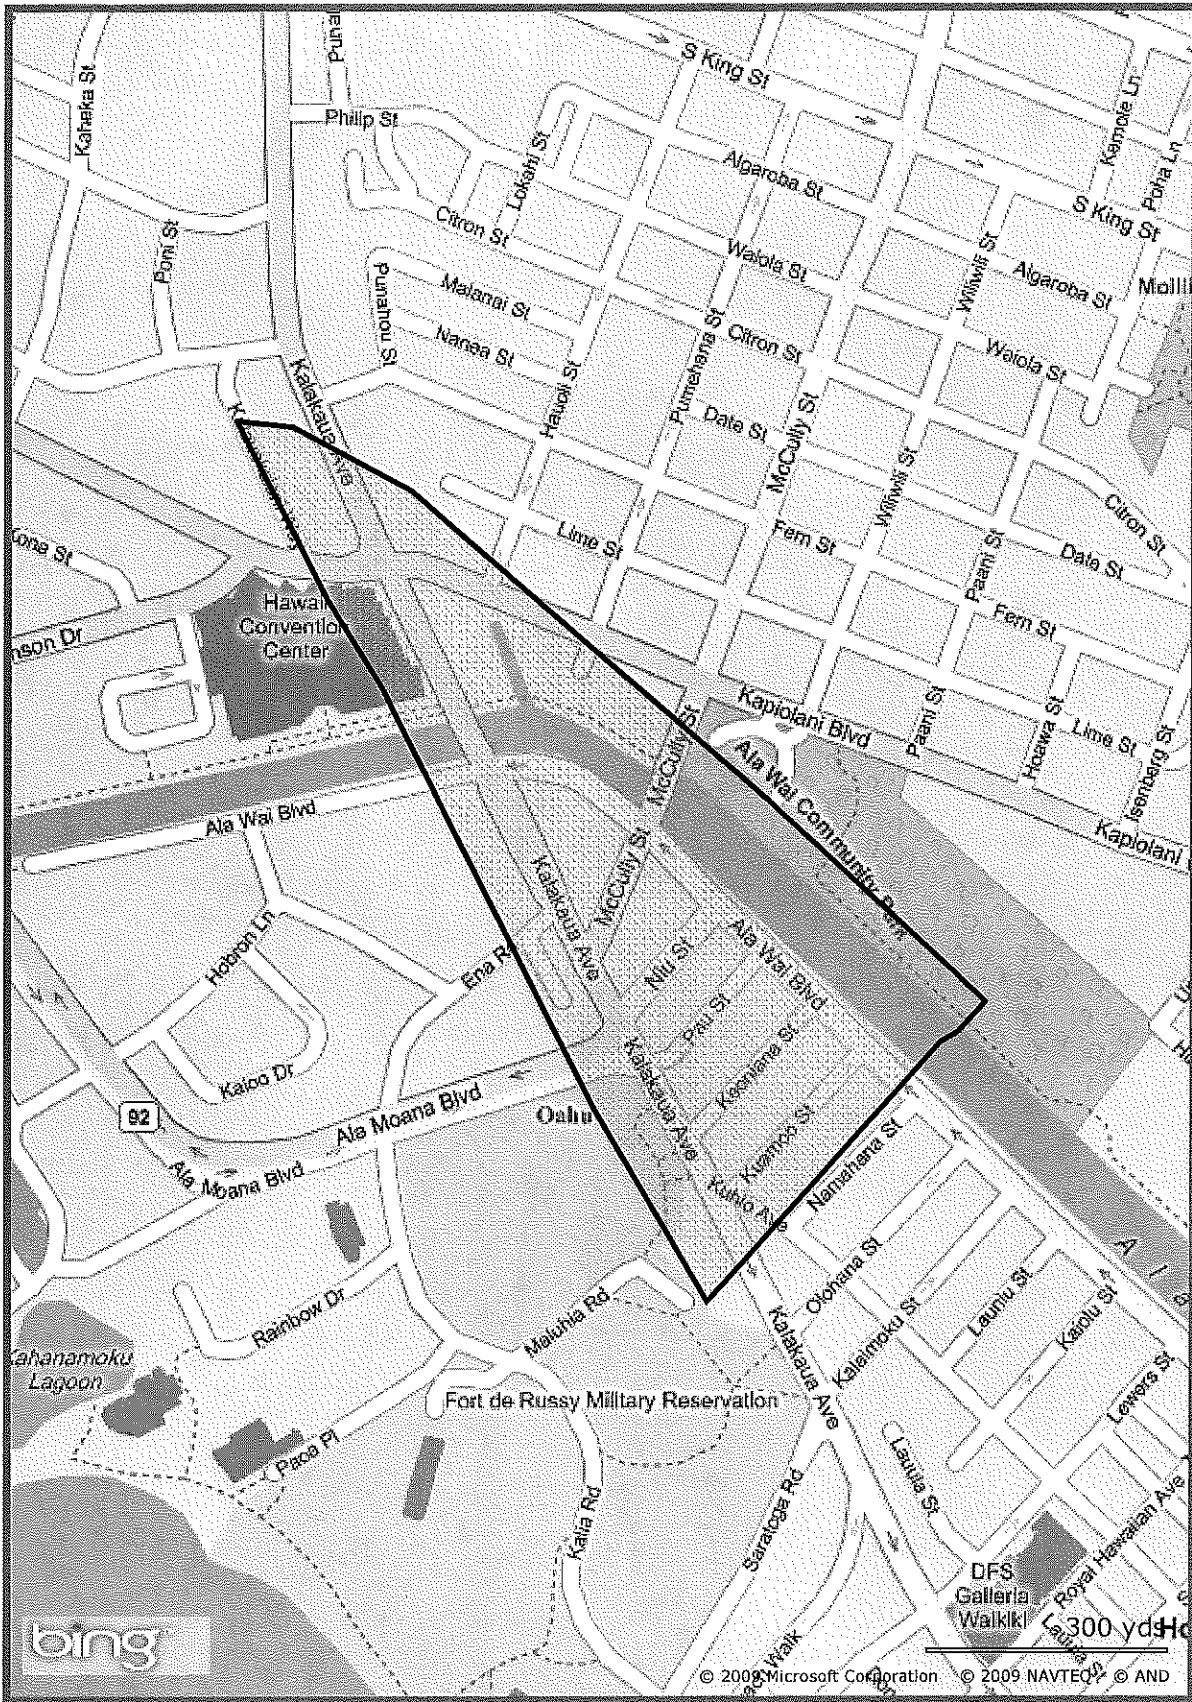 S King St
Kaheka St
Philip St
Kamoie Ln
Lokahi St
Algaroba St
Poha Ln
S King St
Citron St
Poni St
Waiola St
Wiliwili St
Algaroba St
Punahou St
Malanai St
Nanea St
Pumehana St
Citron St
Waiola St
Kalakaua Ave
Hauoli St
Date St
McCully St
Wiliwili St
Citron St
Lime St
Fern St
Paani St
Date St
Kona St
Hawaii
Convention
Center
Fern St
nson Dr
Kapiolani Blvd
Paani St
Hoawa St
Lime St
Isenberg St
McCully St
Ala Wai Community Park
Ala Wai Blvd
Kapiolani
McCully St
Kalakaua Ave
Hobron Ln
Ena Rd
Niu St
Ala Wai Blvd
Pau St
Keoniana St
Kaioo Dr
Kalakaua Ave
92
Ala Moana Blvd
Oahu
Kuamoo St
Namahana St
Ala Moana Blvd
Kuhio Ave
Olohana St
Rainbow Dr
Maluhia Rd
Kalakaua Ave
Kalaimoku St
Launiu St
Kaiolu St
Kahanamoku
Lagoon
Lewers St
Fort de Russy Military Reservation
Paoa Pl
Kalia Rd
Saratoga Rd
Lauula St
Royal Hawaiian Ave
DFS
Galleria
Waikiki
Lauula St
300 yds
bing
© 2009 Microsoft Corporation © 2009 NAVTEQ © AND